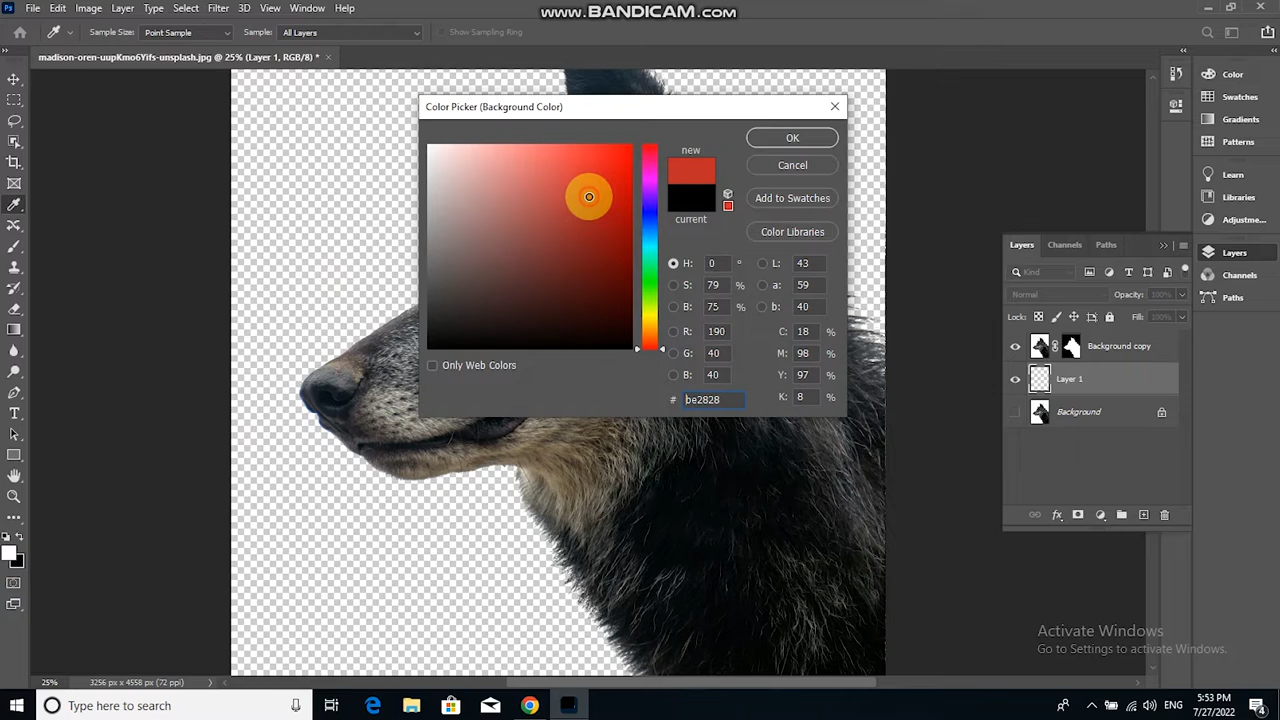 www.BANDICAM.com
Ps File Edit Image Layer Type Select Filter 3D View Window Help
Sample Size: Point Sample Sample: All Layers Show Sampling Ring
madison-oren-uupKmo6Yifs-unsplash.jpg @ 25% (Layer 1, RGB/8) * ×
Color Picker (Background Color)
new
current
OK
Cancel
Add to Swatches
Color Libraries
H: 0 ° L: 43
S: 79 % a: 59
B: 75 % b: 40
R: 190 C: 18 %
G: 40 M: 98 %
B: 40 Y: 97 %
# be2828 K: 8 %
Only Web Colors
Color
Swatches
Gradients
Patterns
Learn
Libraries
Adjustme...
Layers
Channels
Paths
Layers Channels Paths
Kind
Normal Opacity: 100%
Lock: Fill: 100%
Background copy
Layer 1
Background
Activate Windows
Go to Settings to activate Windows.
25% 3256 px x 4558 px (72 ppi)
Type here to search
ENG
5:53 PM
7/27/2022
4